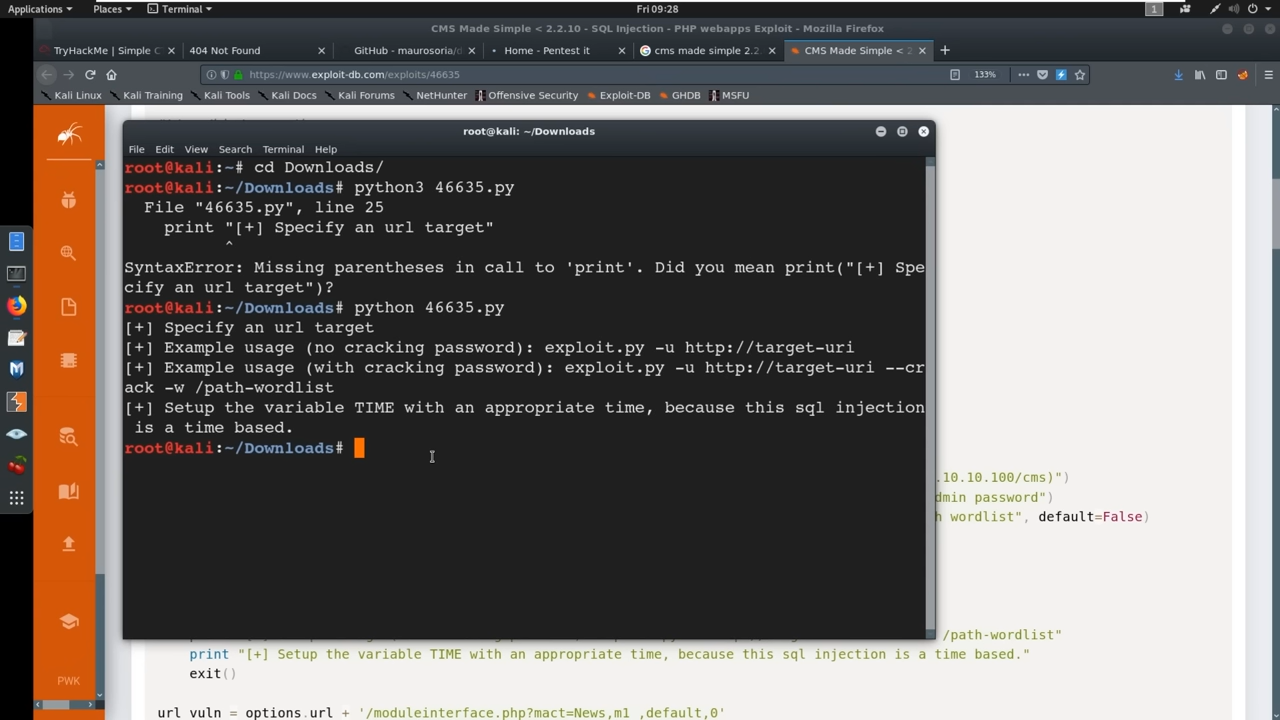 Applications
Places
Terminal
Fri 09:28
1
CMS Made Simple < 2.2.10 - SQL Injection - PHP webapps Exploit - Mozilla Firefox
TryHackMe | Simple C
404 Not Found
GitHub - maurosoria/d
Home - Pentest it
cms made simple 2.2.
CMS Made Simple < 2
https://www.exploit-db.com/exploits/46635
133%
Kali Linux
Kali Training
Kali Tools
Kali Docs
Kali Forums
NetHunter
Offensive Security
Exploit-DB
GHDB
MSFU
root@kali: ~/Downloads
File Edit View Search Terminal Help
root@kali:~# cd Downloads/
root@kali:~/Downloads# python3 46635.py
File "46635.py", line 25
print "[+] Specify an url target"
^
SyntaxError: Missing parentheses in call to 'print'. Did you mean print("[+] Spe
cify an url target")?
root@kali:~/Downloads# python 46635.py
[+] Specify an url target
[+] Example usage (no cracking password): exploit.py -u http://target-uri
[+] Example usage (with cracking password): exploit.py -u http://target-uri --cr
ack -w /path-wordlist
[+] Setup the variable TIME with an appropriate time, because this sql injection
is a time based.
root@kali:~/Downloads#
.10.10.100/cms)")
dmin password")
h wordlist", default=False)
/path-wordlist"
print "[+] Setup the variable TIME with an appropriate time, because this sql injection is a time based."
exit()
url_vuln = options.url + '/moduleinterface.php?mact=News,m1_,default,0'
PWK